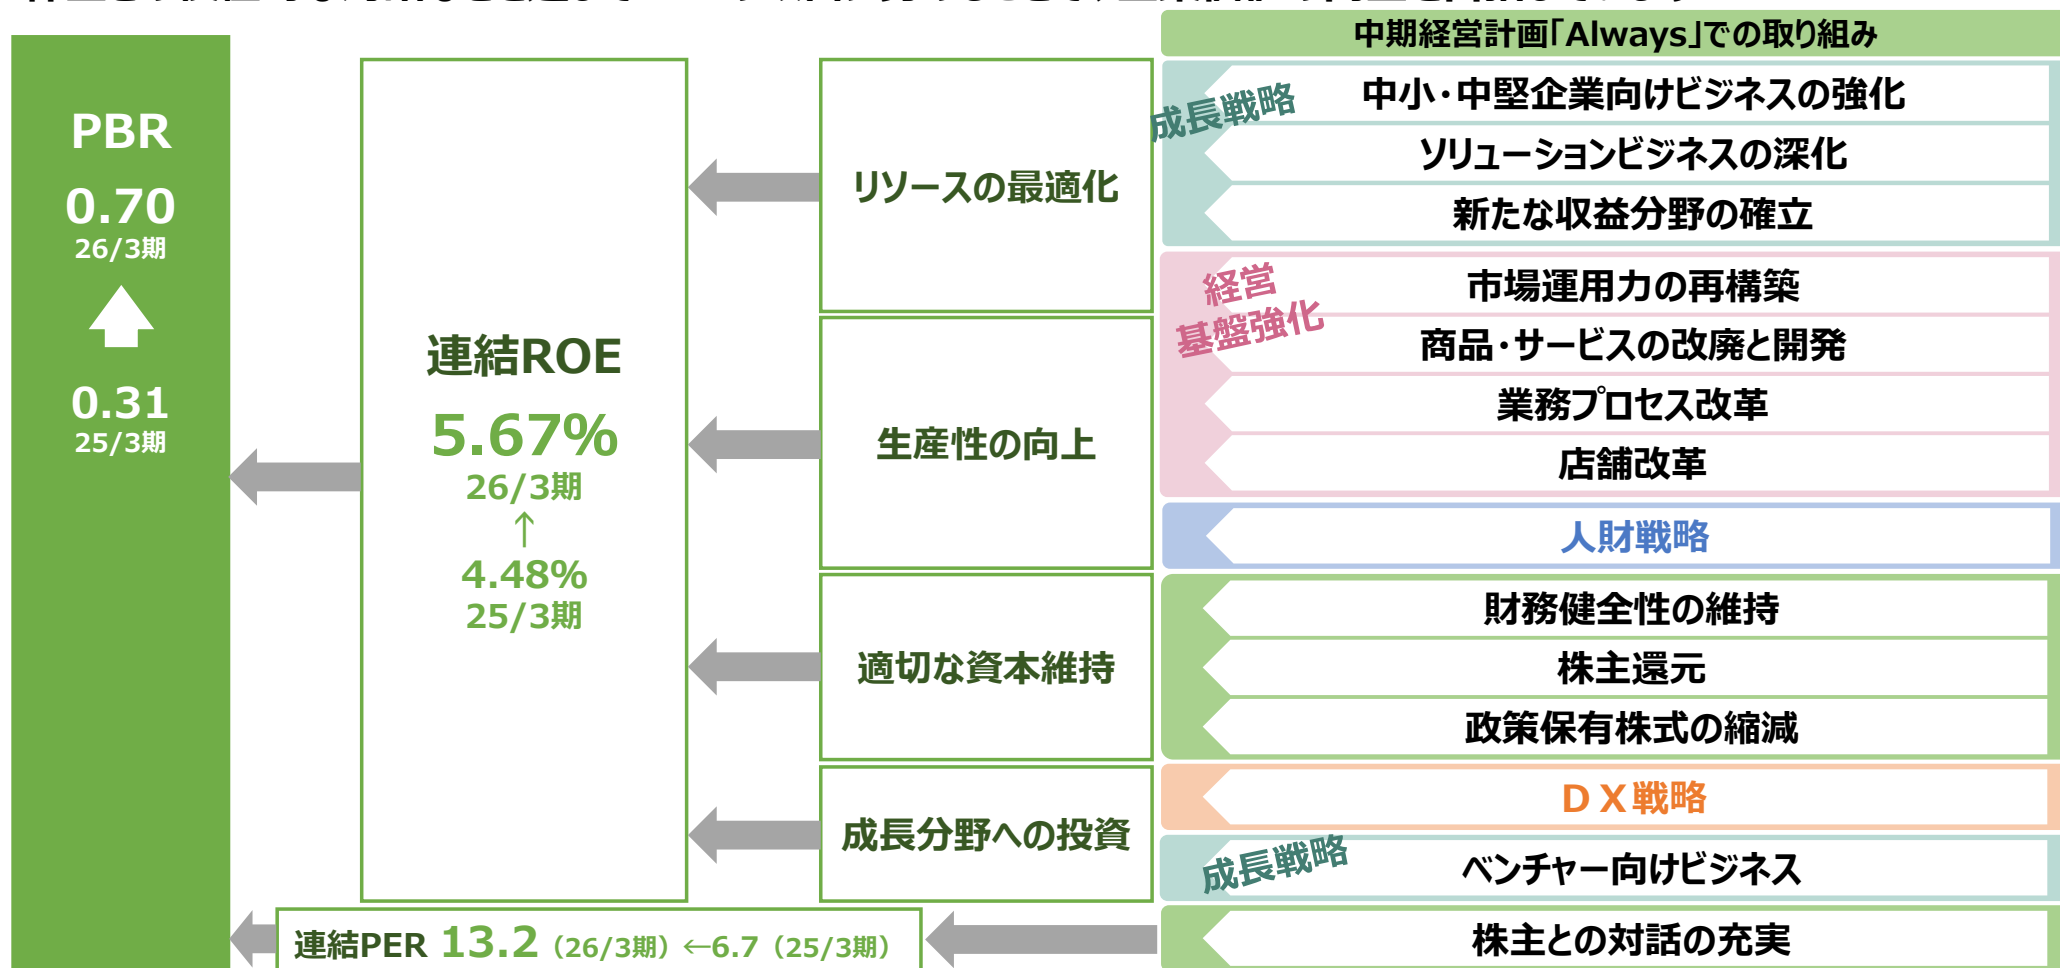 中期経営計画「Always」での取り組み
PBR
0.70
26/3期
0.31
25/3期
連結ROE
5.67%
26/3期
↑
4.48%
25/3期
リソースの最適化
生産性の向上
適切な資本維持
成長分野への投資
連結PER 13.2（26/3期）←6.7（25/3期）
成長戦略
中小・中堅企業向けビジネスの強化
ソリューションビジネスの深化
新たな収益分野の確立
経営
基盤強化
市場運用力の再構築
商品・サービスの改廃と開発
業務プロセス改革
店舗改革
人財戦略
財務健全性の維持
株主還元
政策保有株式の縮減
ＤＸ戦略
成長戦略
ベンチャー向けビジネス
株主との対話の充実